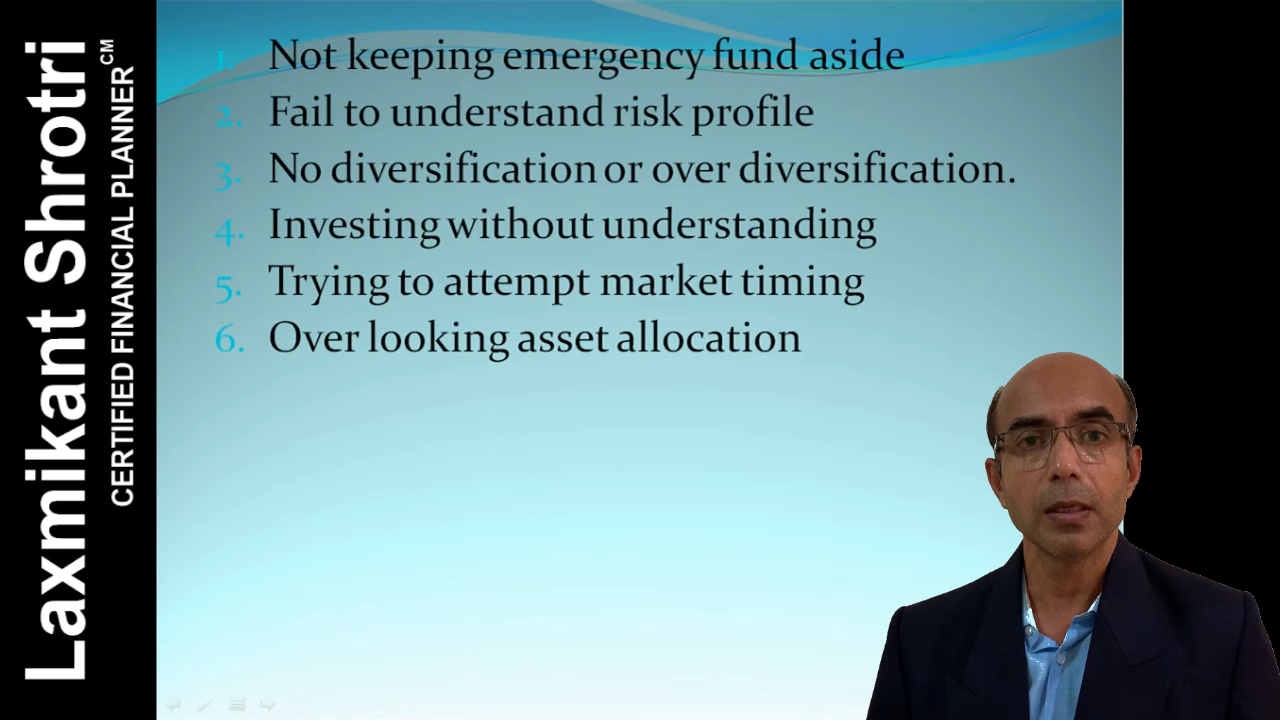 Laxmikant Shrotri
CERTIFIED FINANCIAL PLANNER CM
1. Not keeping emergency fund aside
2. Fail to understand risk profile
3. No diversification or over diversification.
4. Investing without understanding
5. Trying to attempt market timing
6. Over looking asset allocation